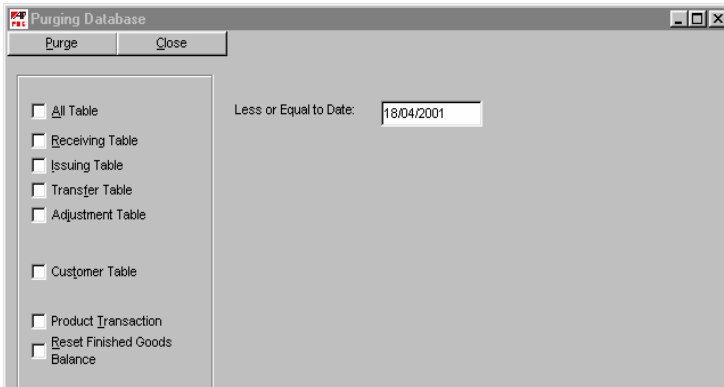 Purging Database
Purge Close
All Table
Less or Equal to Date: 18/04/2001
Receiving Table
Issuing Table
Transfer Table
Adjustment Table
Customer Table
Product Transaction
Reset Finished Goods
Balance